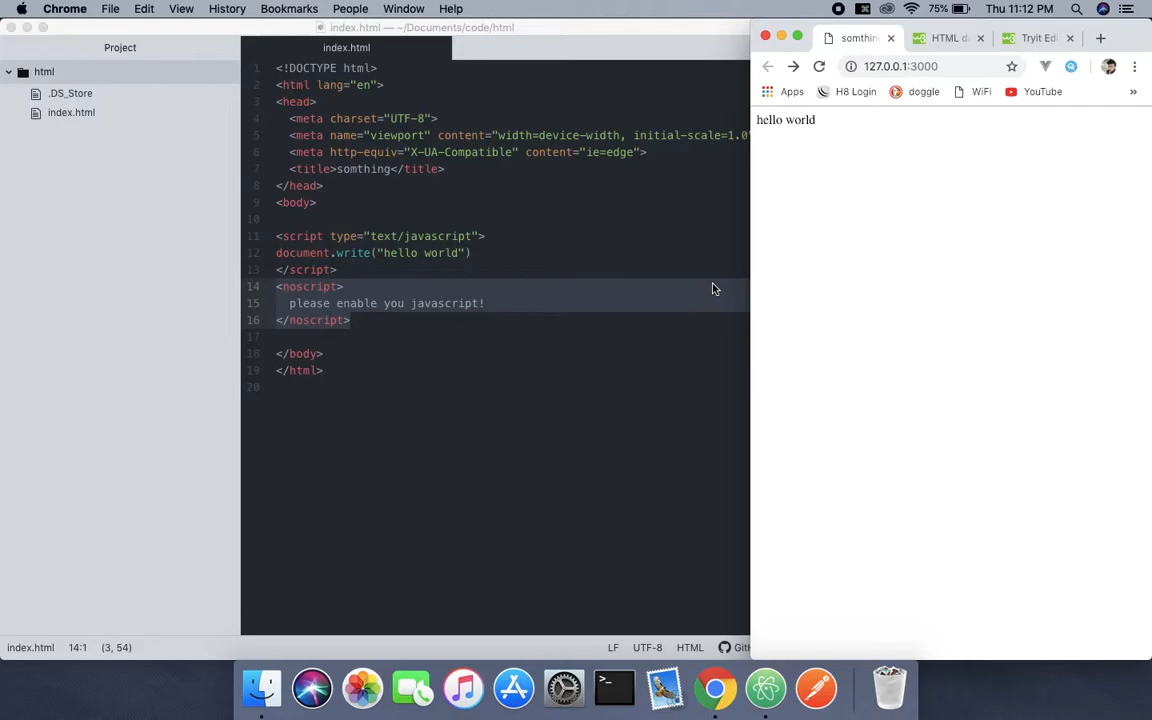 Chrome File Edit View History Bookmarks People Window Help 75% Thu 11:12 PM
index.html — ~/Documents/code/html
Project
html
.DS_Store
index.html
index.html
1 <!DOCTYPE html>
2 <html lang="en">
3 <head>
4 <meta charset="UTF-8">
5 <meta name="viewport" content="width=device-width, initial-scale=1.0"
6 <meta http-equiv="X-UA-Compatible" content="ie=edge">
7 <title>somthing</title>
8 </head>
9 <body>
10
11 <script type="text/javascript">
12 document.write("hello world")
13 </script>
14 <noscript>
15 please enable you javascript!
16 </noscript>
17
18 </body>
19 </html>
20
index.html 14:1 (3, 54) LF UTF-8 HTML GitH
somthin HTML d Tryit Edi
127.0.0.1:3000
Apps H8 Login doggle WiFi YouTube »
hello world